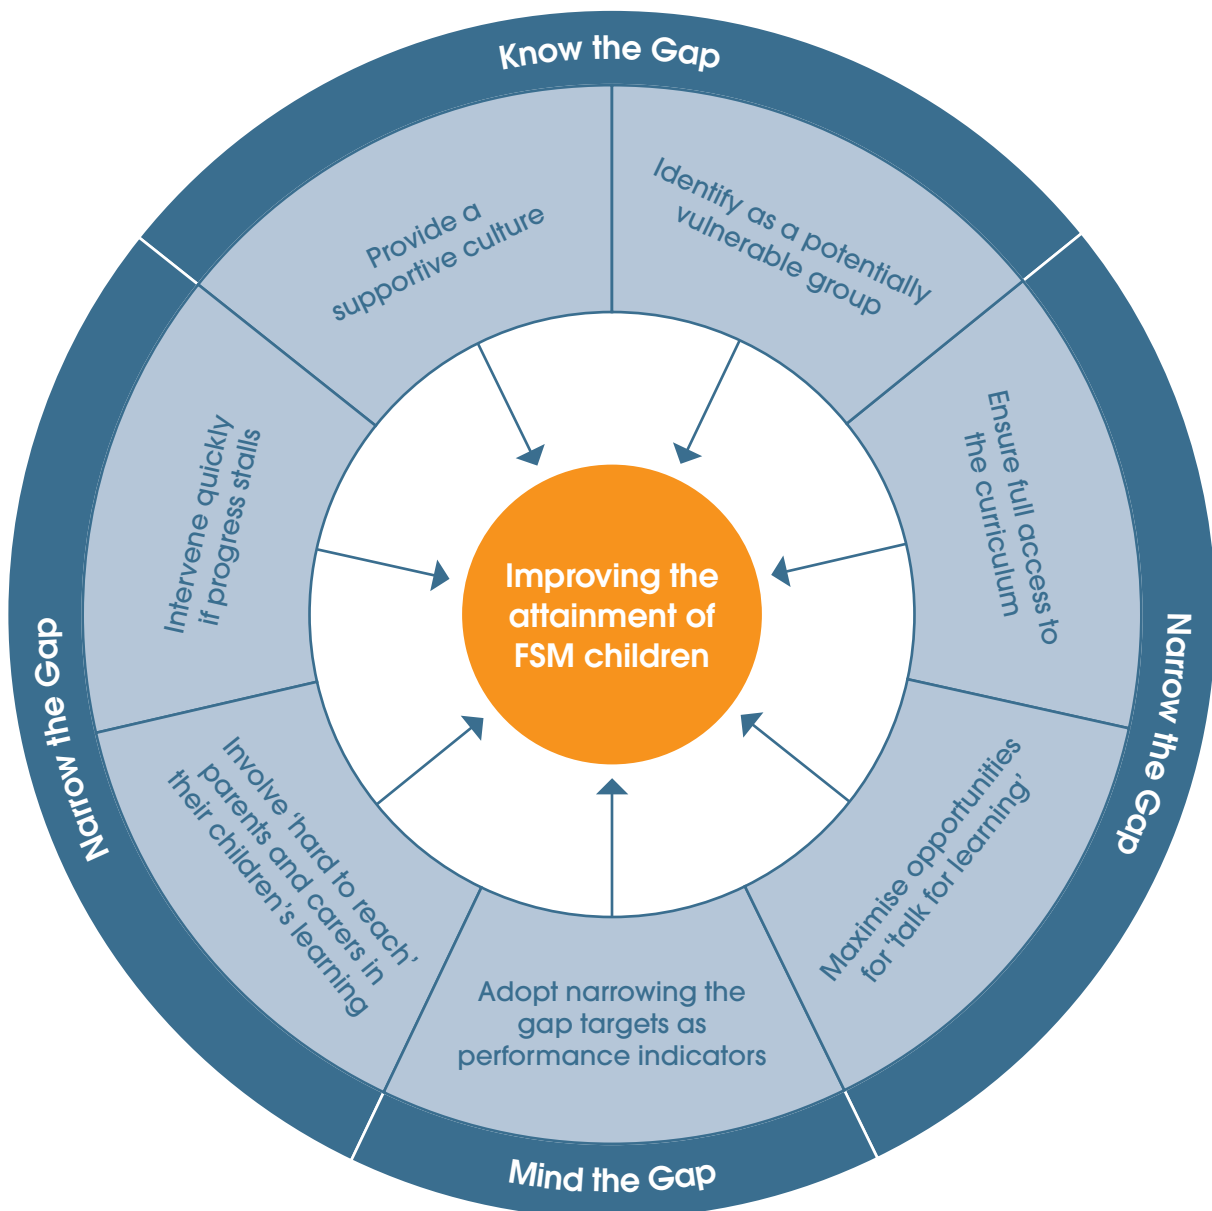 Know the Gap
Identify as a potentially
vulnerable group
Ensure full access to
the curriculum
Narrow the Gap
Maximise opportunities
for ‘talk for learning’
Adopt narrowing the
gap targets as
performance indicators
Mind the Gap
Involve ‘hard to reach’
parents and carers in
their children’s learning
Narrow the Gap
Intervene quickly
if progress stalls
Provide a
supportive culture
Improving the
attainment of
FSM children